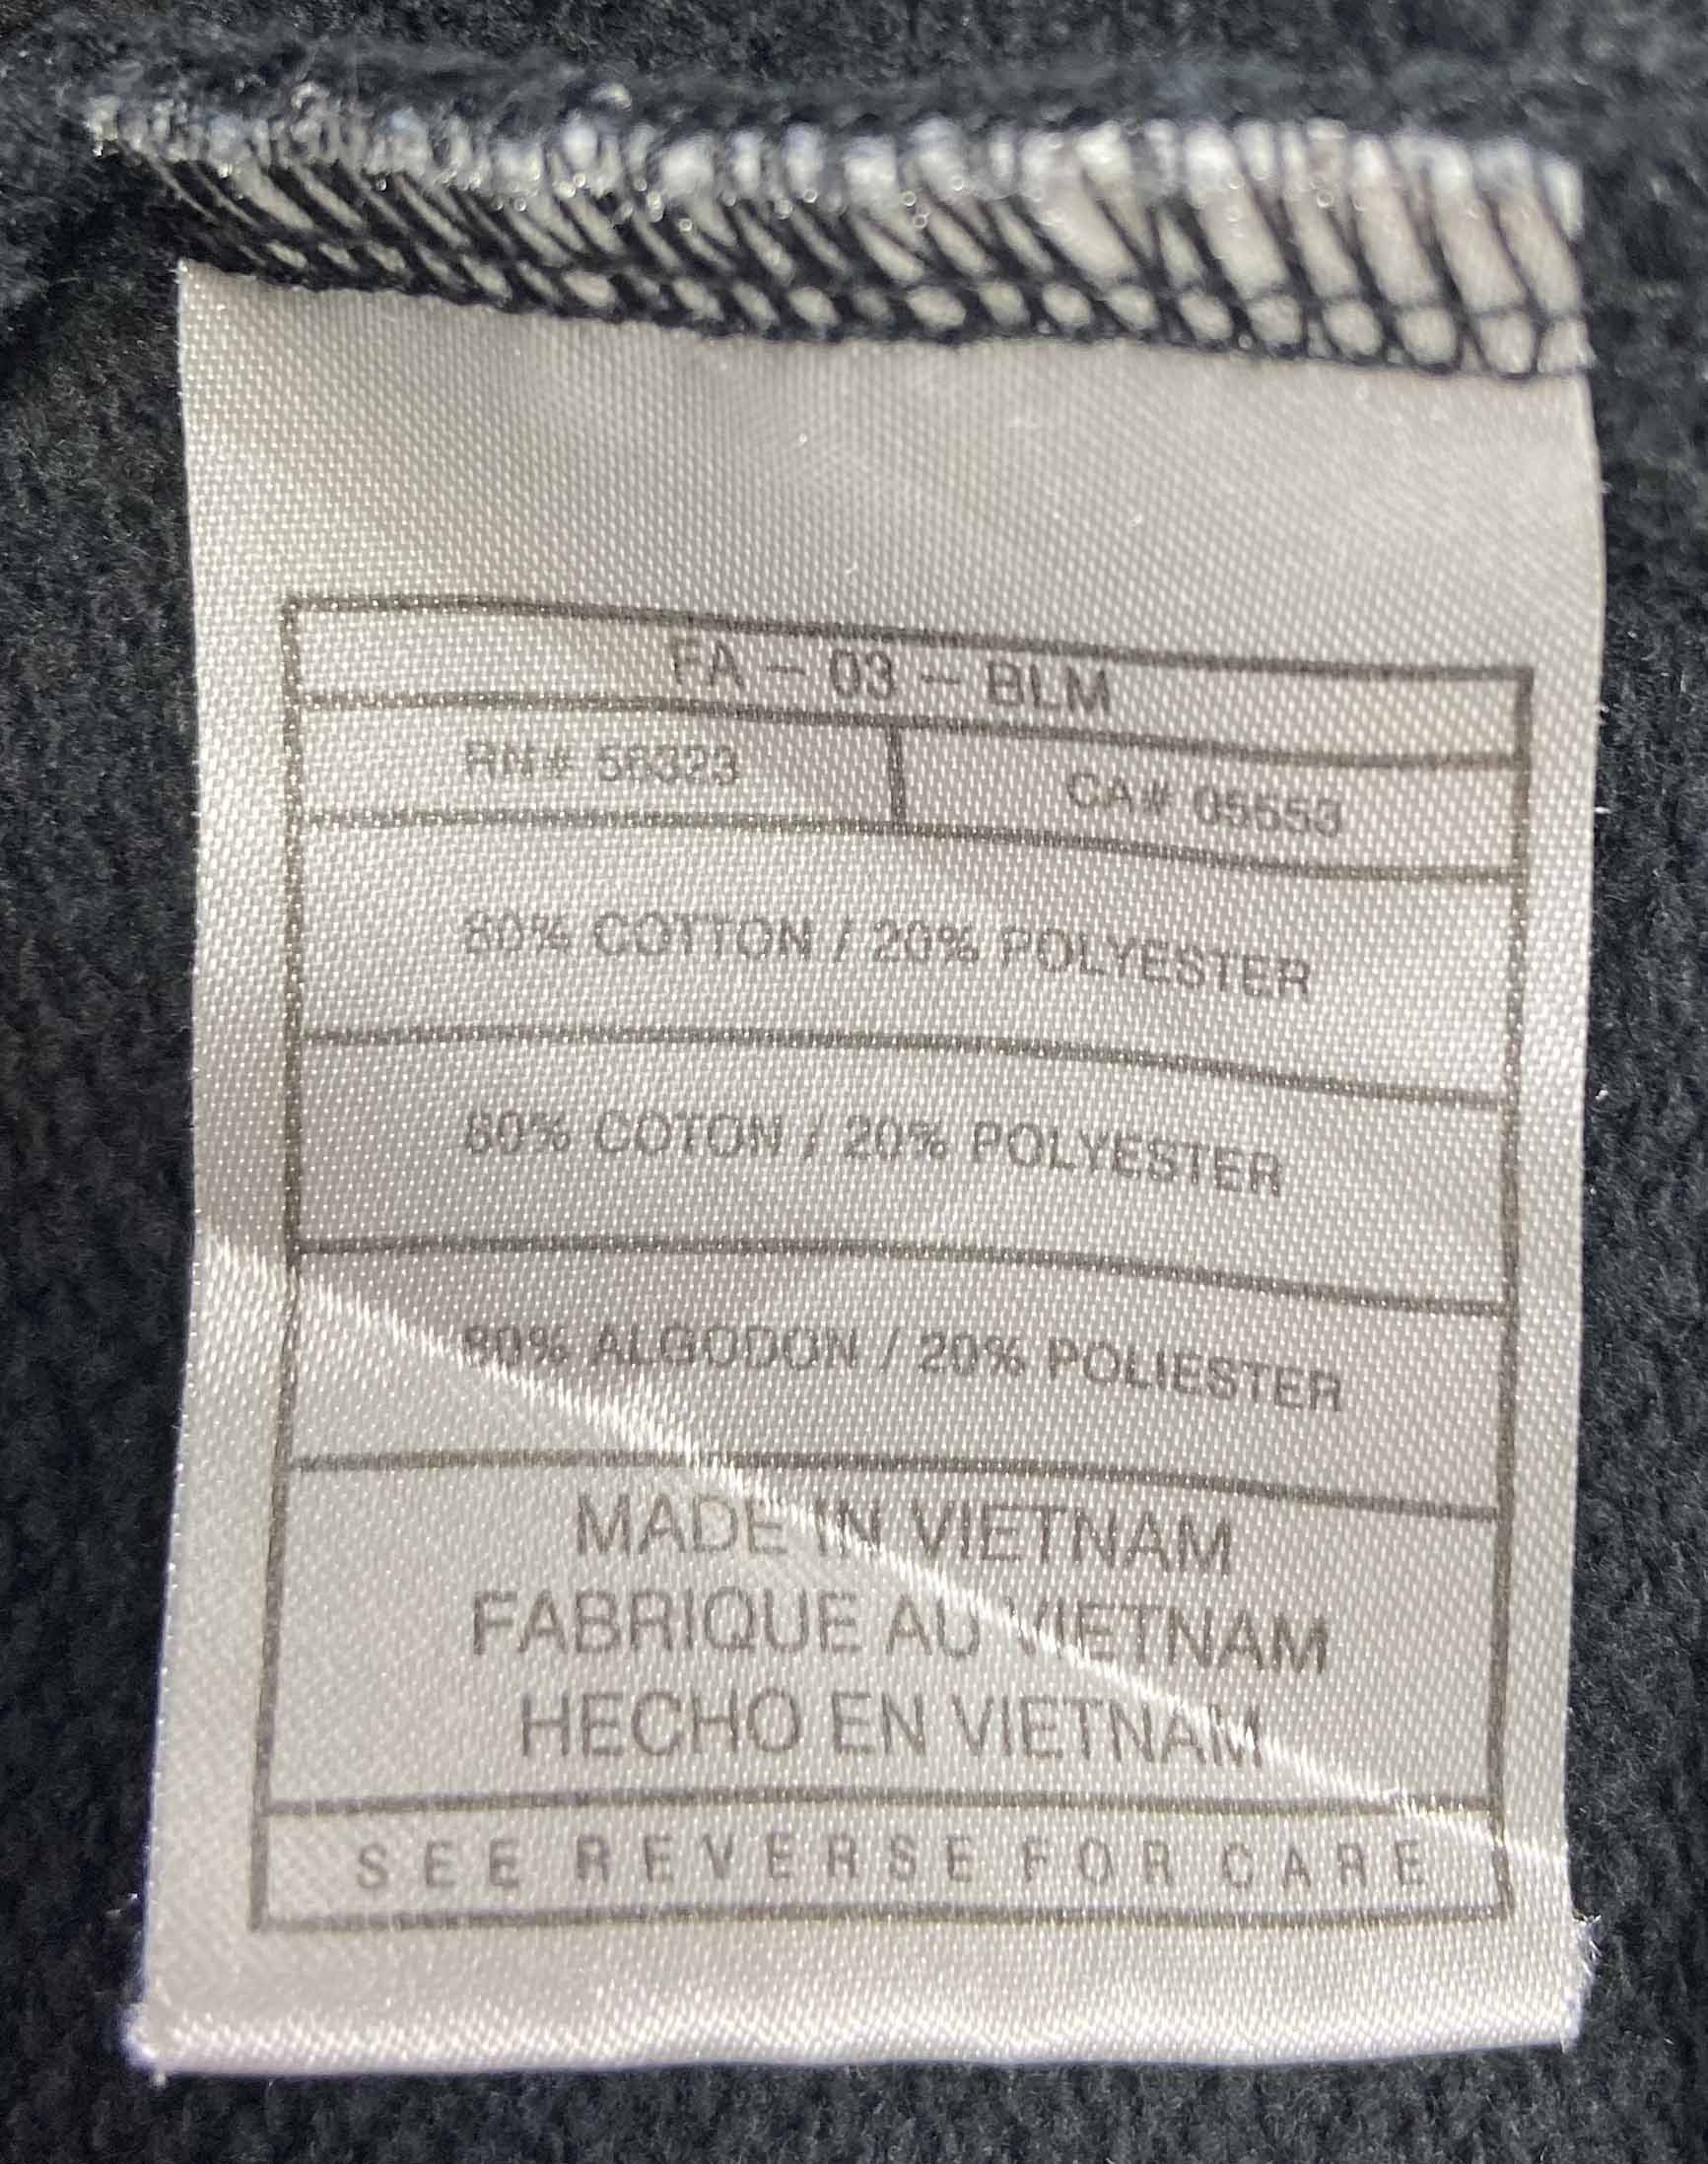 FA - 03 - BLM
RN# 58323 CA# 05553
80% COTTON / 20% POLYESTER
80% COTON / 20% POLYESTER
80% ALGODON / 20% POLIESTER
MADE IN VIETNAM
FABRIQUE AU VIETNAM
HECHO EN VIETNAM
SEE REVERSE FOR CARE